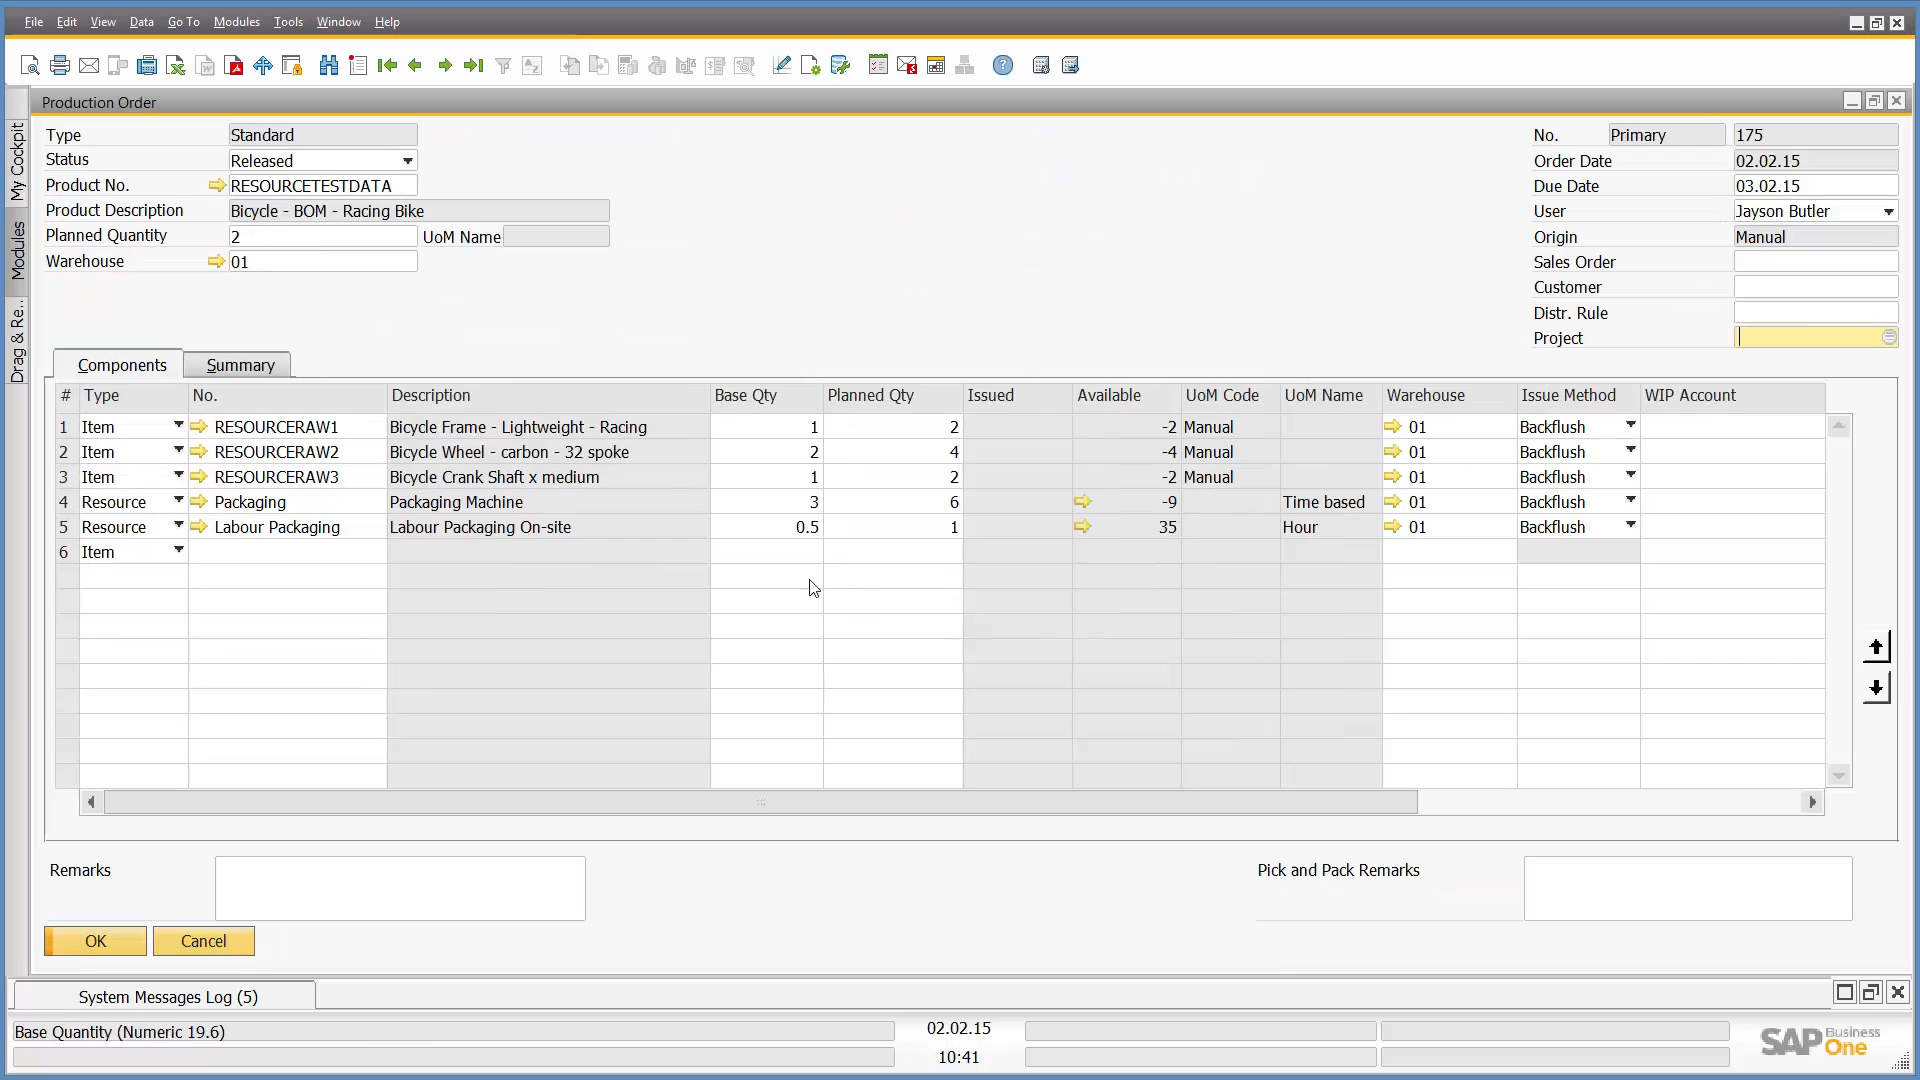 File Edit View Data Go To Modules Tools Window Help
Production Order
My Cockpit
Modules
Drag & Re..
Type Standard
Status Released
Product No. RESOURCETESTDATA
Product Description Bicycle - BOM - Racing Bike
Planned Quantity 2 UoM Name
Warehouse 01
No. Primary 175
Order Date 02.02.15
Due Date 03.02.15
User Jayson Butler
Origin Manual
Sales Order
Customer
Distr. Rule
Project
Components Summary
# Type No. Description Base Qty Planned Qty Issued Available UoM Code UoM Name Warehouse Issue Method WIP Account
1 Item RESOURCERAW1 Bicycle Frame - Lightweight - Racing 1 2 -2 Manual 01 Backflush
2 Item RESOURCERAW2 Bicycle Wheel - carbon - 32 spoke 2 4 -4 Manual 01 Backflush
3 Item RESOURCERAW3 Bicycle Crank Shaft x medium 1 2 -2 Manual 01 Backflush
4 Resource Packaging Packaging Machine 3 6 -9 Time based 01 Backflush
5 Resource Labour Packaging Labour Packaging On-site 0.5 1 35 Hour 01 Backflush
6 Item
Remarks
Pick and Pack Remarks
OK Cancel
System Messages Log (5)
Base Quantity (Numeric 19.6)
02.02.15
10:41
SAP Business One